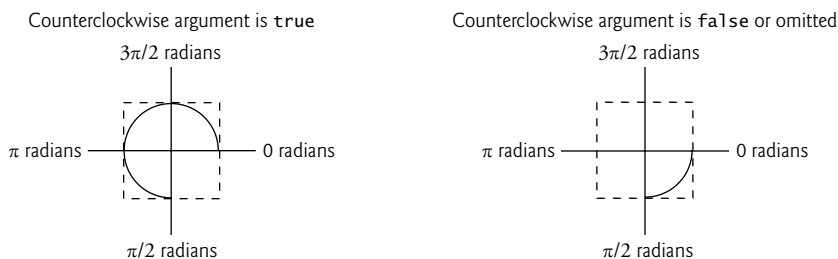 Counterclockwise argument is true
3π/2 radians
π radians
0 radians
π/2 radians
Counterclockwise argument is false or omitted
3π/2 radians
π radians
0 radians
π/2 radians